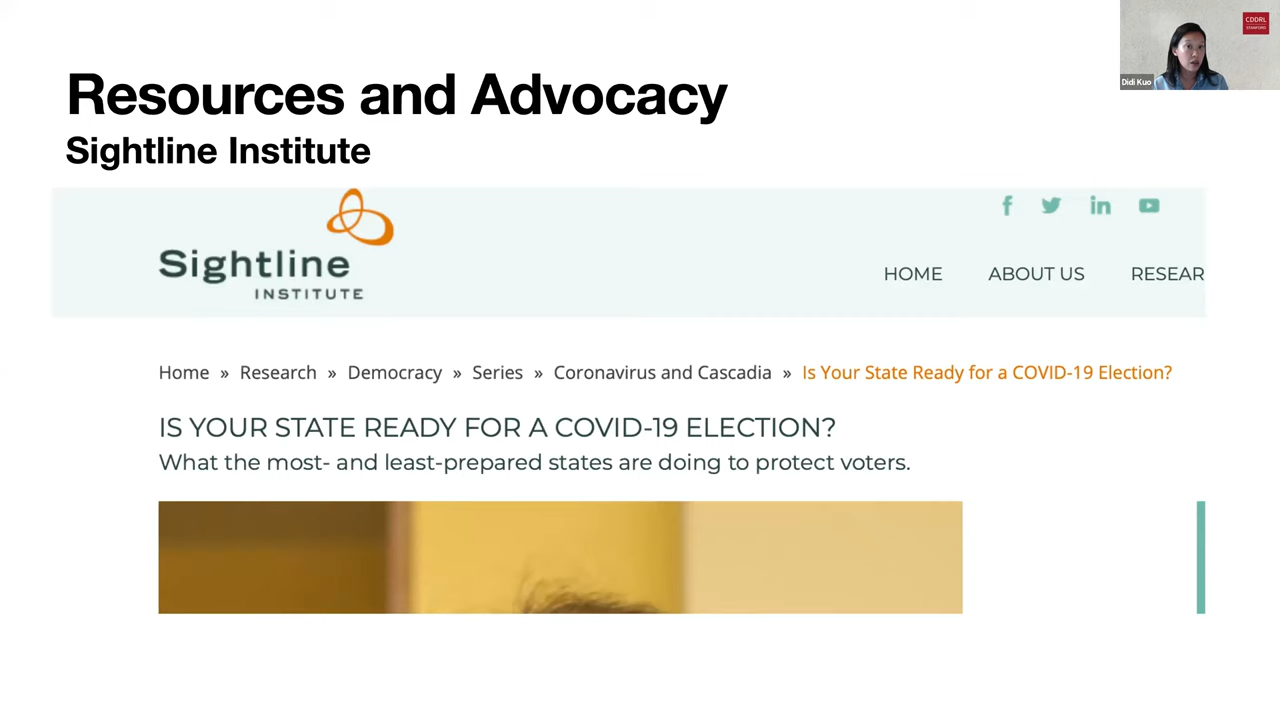 Resources and Advocacy
Sightline Institute
CDDRL
STANFORD
Didi Kuo
Sightline
INSTITUTE
HOME ABOUT US RESEAR
Home » Research » Democracy » Series » Coronavirus and Cascadia » Is Your State Ready for a COVID-19 Election?
IS YOUR STATE READY FOR A COVID-19 ELECTION?
What the most- and least-prepared states are doing to protect voters.